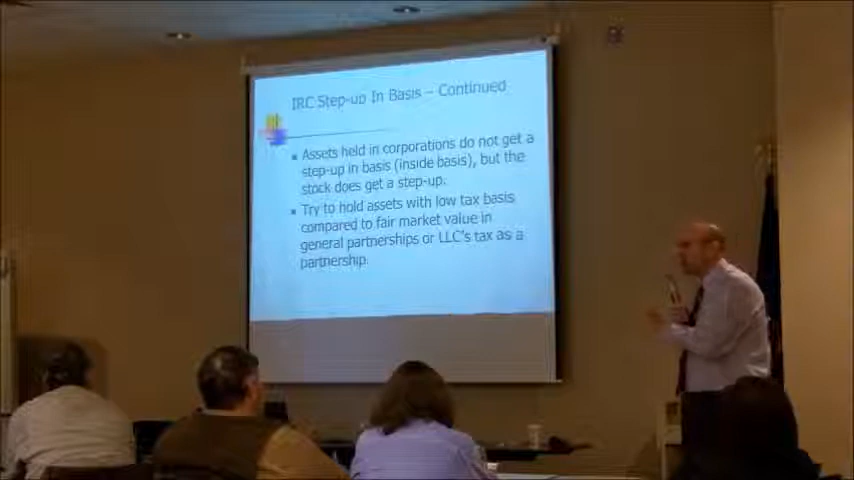 IRC Step-up In Basis – Continued
Assets held in corporations do not get a
step-up in basis (inside basis), but the
stock does get a step-up.
Try to hold assets with low tax basis
compared to fair market value in
general partnerships or LLC's tax as a
partnership.